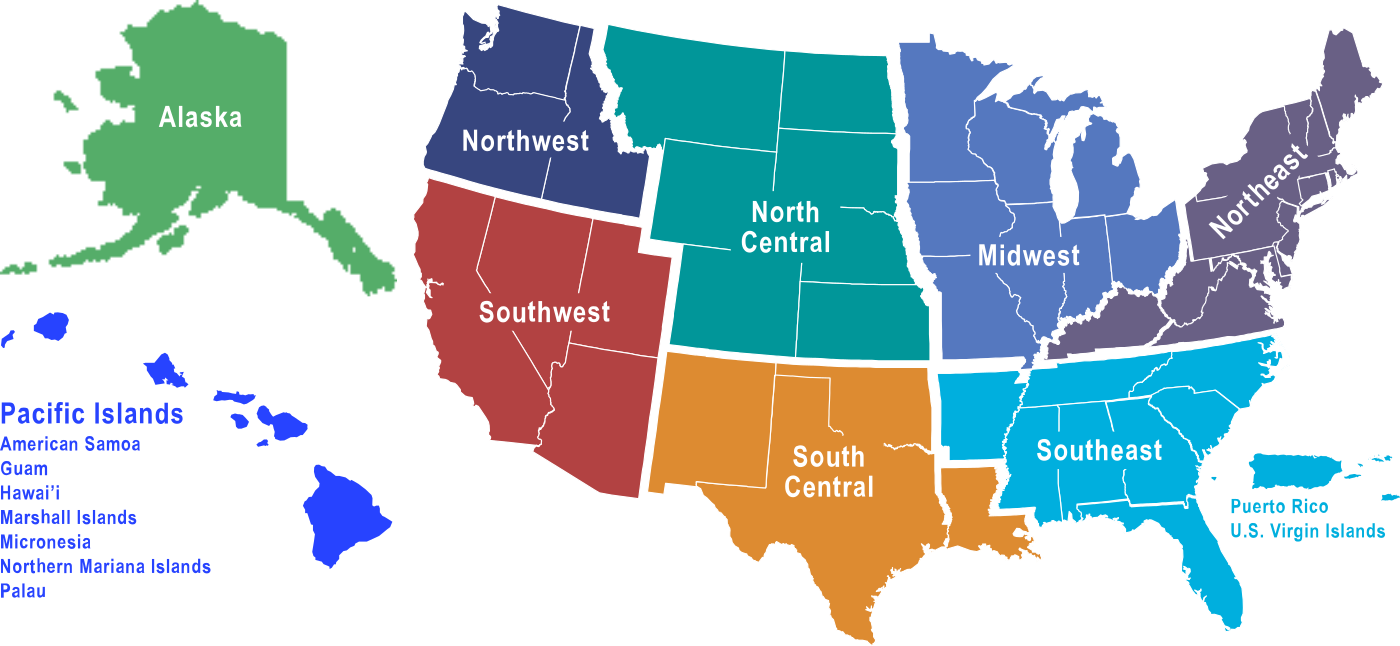 Alaska
Northwest
North
Central
Midwest
Northeast
Southwest
South
Central
Southeast
Pacific Islands
American Samoa
Guam
Hawai’i
Marshall Islands
Micronesia
Northern Mariana Islands
Palau
Puerto Rico
U.S. Virgin Islands